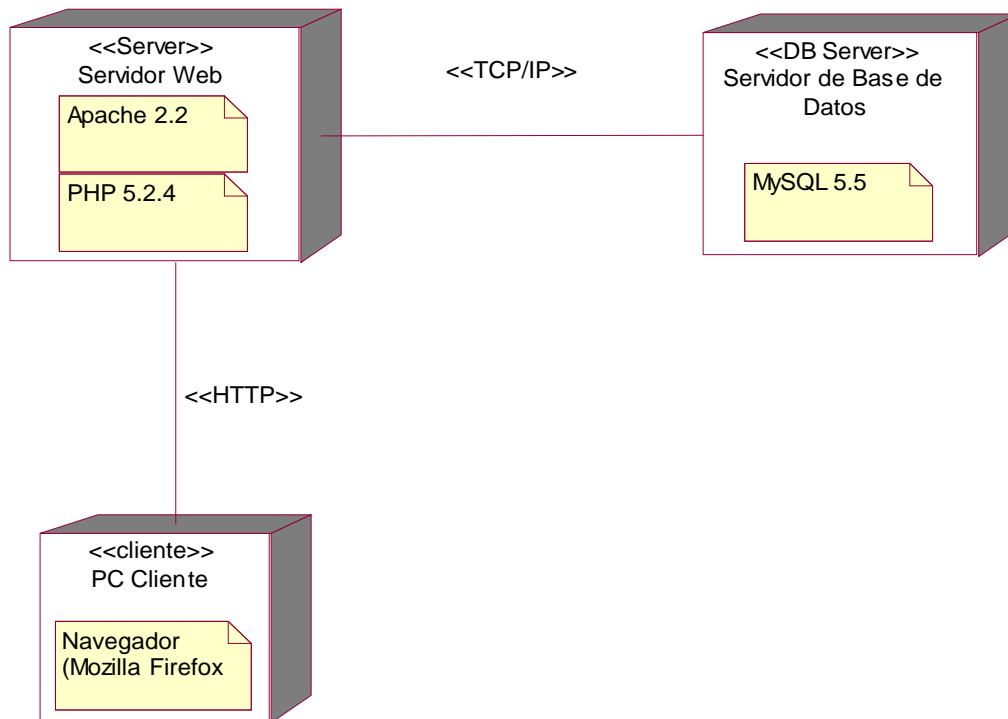 <<Server>>
Servidor Web
Apache 2.2
PHP 5.2.4
<<TCP/IP>>
<<DB Server>>
Servidor de Base de
Datos
MySQL 5.5
<<HTTP>>
<<cliente>>
PC Cliente
Navegador
(Mozilla Firefox